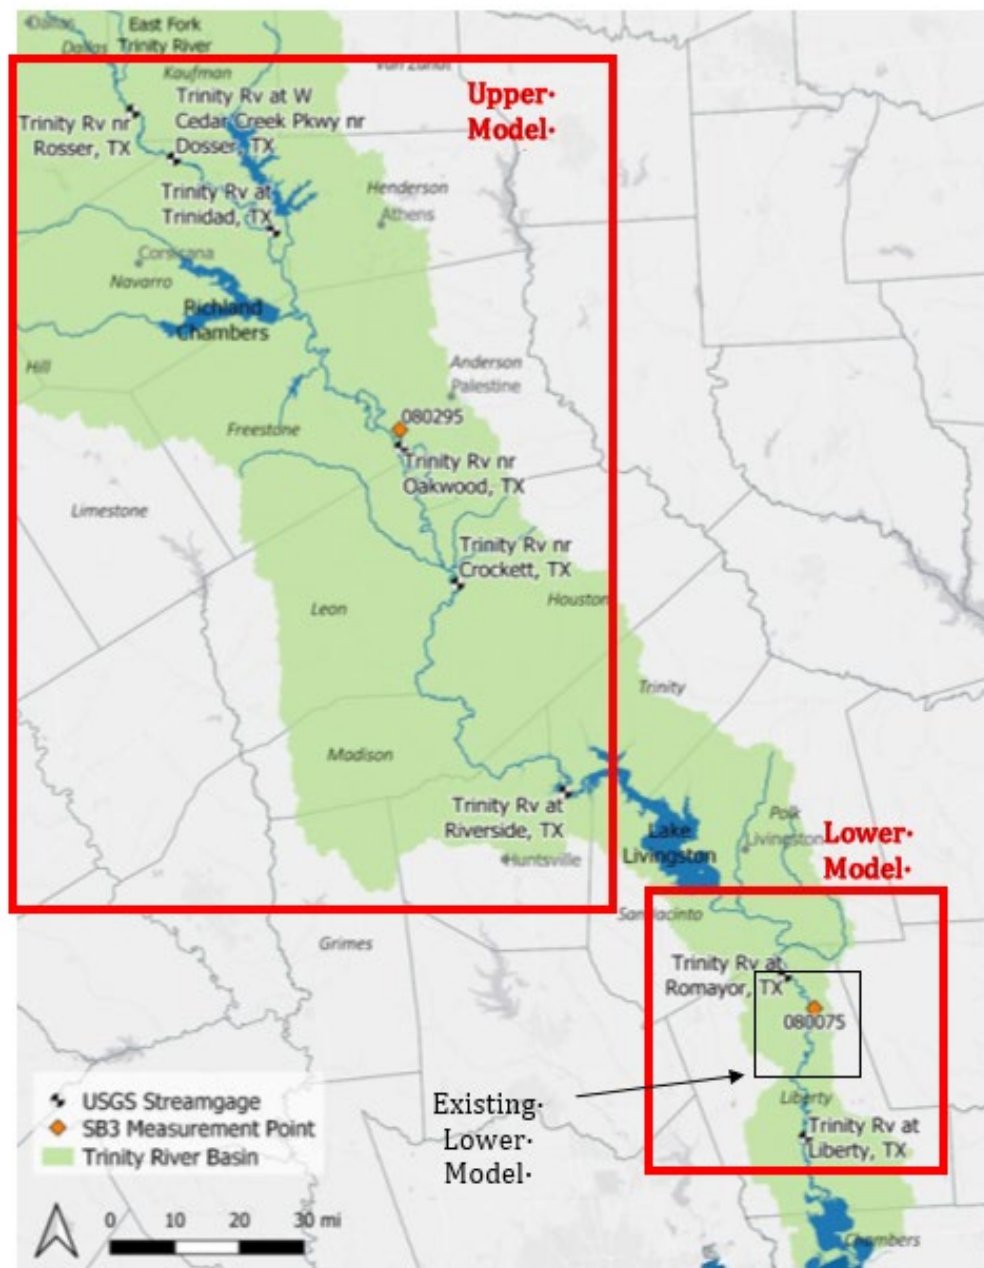 Dallas
Dallas
East Fork
Trinity River
Kaufman
Van Zandt
Upper·
Model·
Trinity Rv nr
Rosser, TX
Trinity Rv at W
Cedar Creek Pkwy nr
Dosser, TX
Trinity Rv at
Trinidad, TX
Henderson
Athens
Corsicana
Navarro
Richland
Chambers
Hill
Anderson
Palestine
080295
Freestone
Trinity Rv nr
Oakwood, TX
Limestone
Trinity Rv nr
Crockett, TX
Leon
Houston
Trinity
Madison
Trinity Rv at
Riverside, TX
Huntsville
Lake
Livingston
Polk
Livingston
Lower·
Model·
San Jacinto
Grimes
Trinity Rv at
Romayor, TX
080075
Existing·
Lower·
Model·
Liberty
Trinity Rv at
Liberty, TX
Chambers
USGS Streamgage
SB3 Measurement Point
Trinity River Basin
0 10 20 30 mi